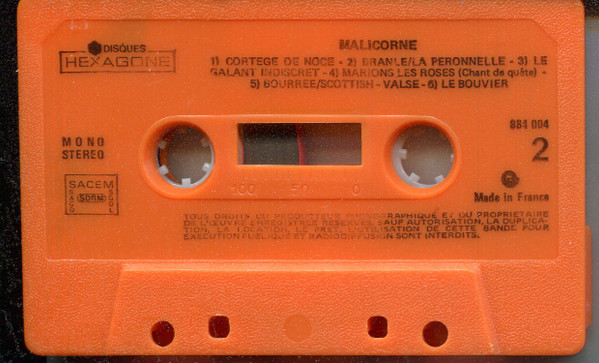 DISQUES
HEXAGONE
MALICORNE
1) CORTEGE DE NOCE - 2) BRANLE/LA PERONNELLE - 3) LE
GALANT INDISCRET - 4) MARIONS LES ROSES (Chant de quête) -
5) BOURREE/SCOTTISH - VALSE - 6) LE BOUVIER
MONO
STEREO
884 004
2
SACEM
SACD SDRM SGDL
100 50 0
Made in France
TOUS DROITS DU PRODUCTEUR PHONOGRAPHIQUE ET DU PROPRIETAIRE
DE L'ŒUVRE ENREGISTREE RESERVES. SAUF AUTORISATION, LA DUPLICA-
TION, LA LOCATION, LE PRET, L'UTILISATION DE CETTE BANDE POUR
EXECUTION PUBLIQUE ET RADIODIFFUSION SONT INTERDITS.